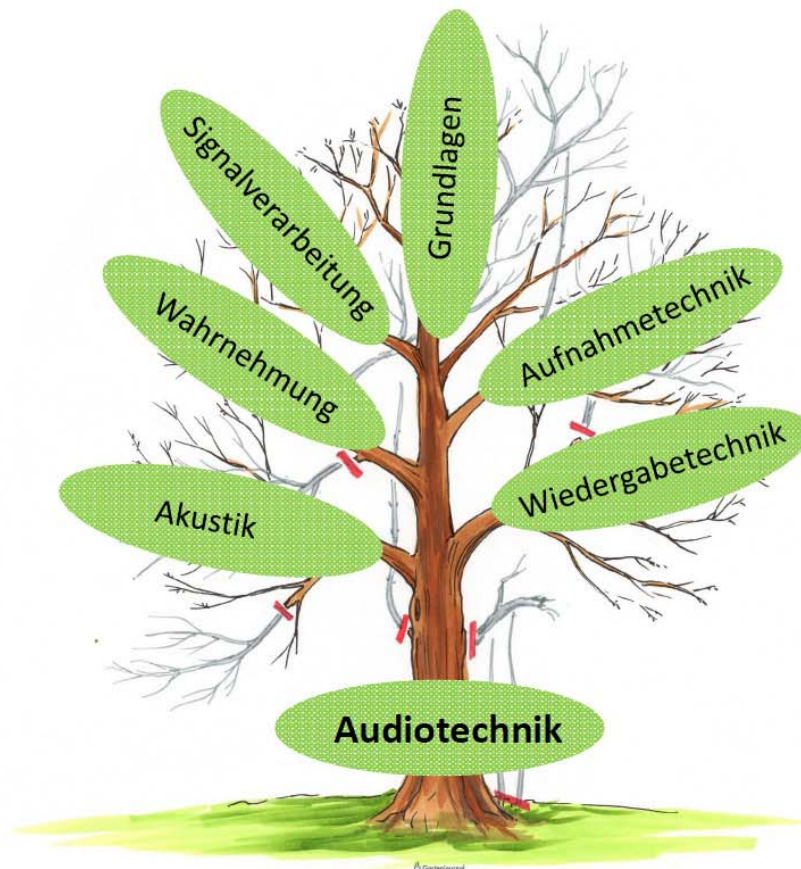 Grundlagen
Signalverarbeitung
Wahrnehmung
Aufnahmetechnik
Wiedergabetechnik
Akustik
Audiotechnik